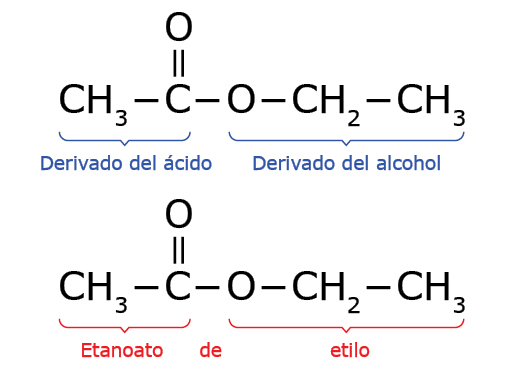 O
CH₃–C–O–CH₂–CH₃
Derivado del ácido Derivado del alcohol
O
CH₃–C–O–CH₂–CH₃
Etanoato de etilo